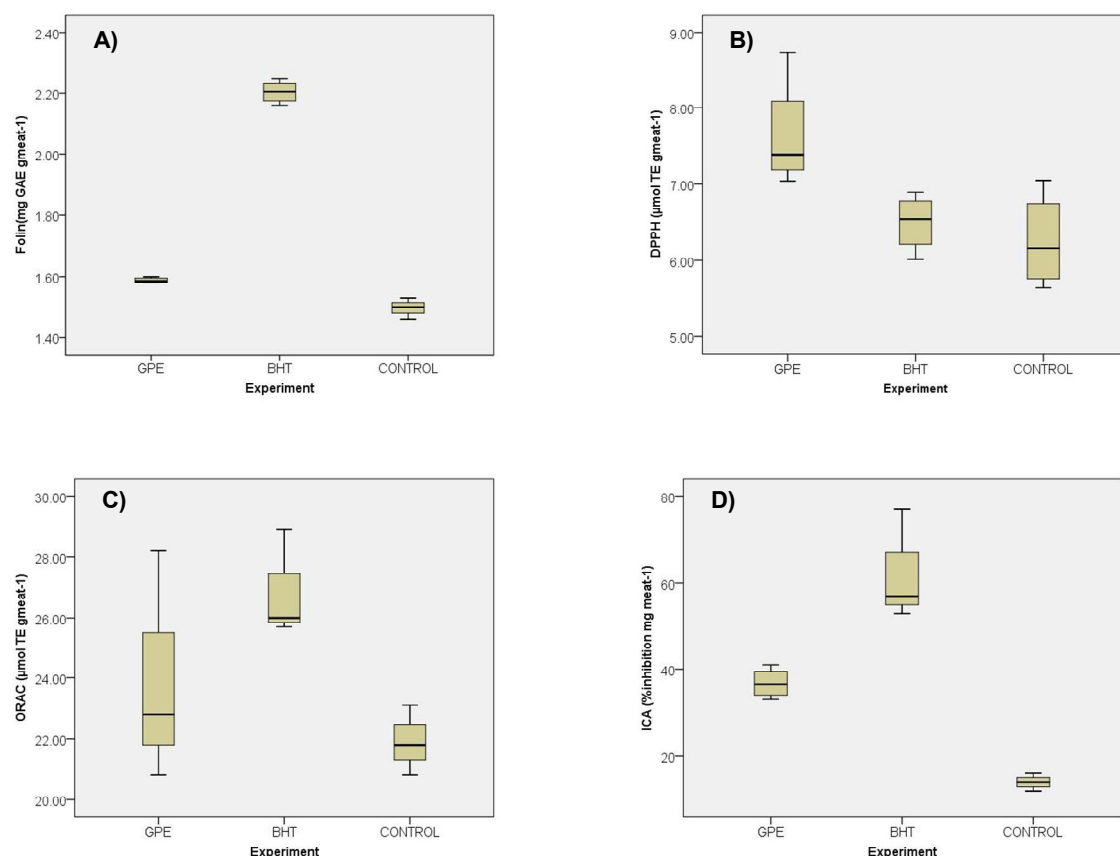 A)
Folin(mg GAE gmeat-1)
2.40
2.20
2.00
1.80
1.60
1.40
GPE BHT CONTROL
Experiment
B)
DPPH (µmol TE gmeat-1)
9.00
8.00
7.00
6.00
5.00
GPE BHT CONTROL
Experiment
C)
ORAC (µmol TE gmeat-1)
30.00
28.00
26.00
24.00
22.00
20.00
GPE BHT CONTROL
Experiment
D)
ICA (%inhibition mg meat-1)
80
60
40
20
GPE BHT CONTROL
Experiment